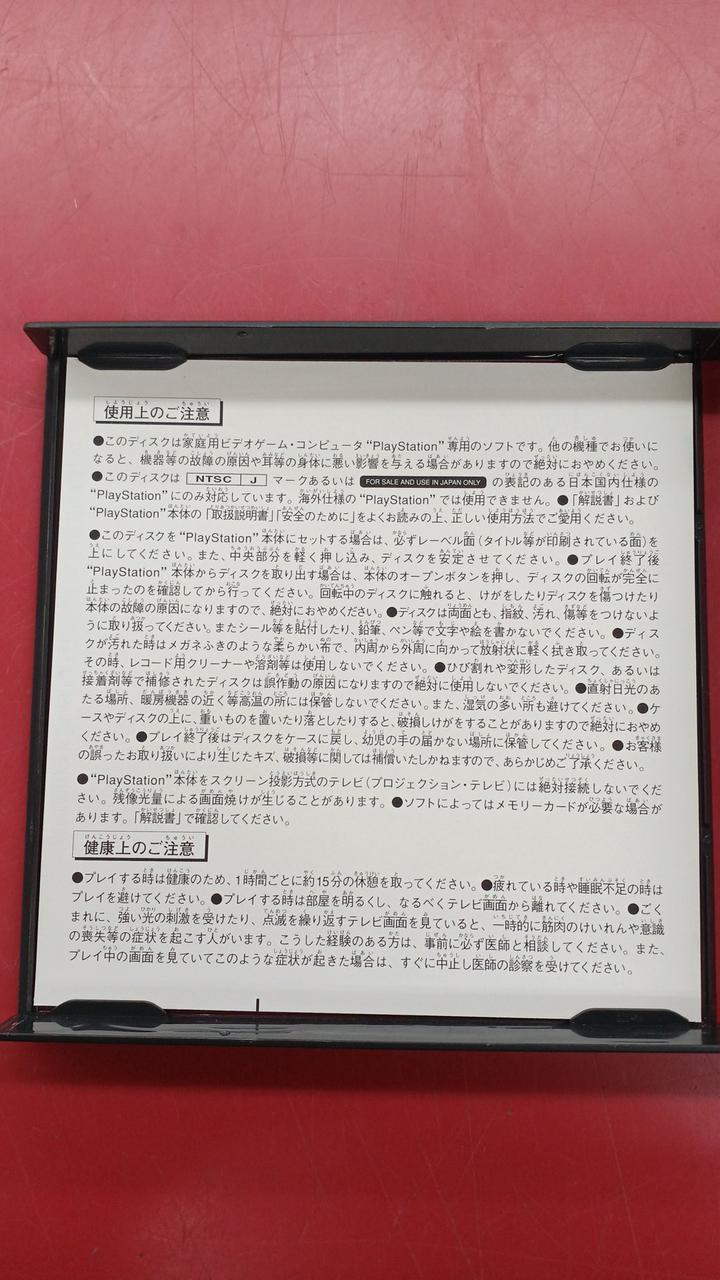 使用上のご注意
●このディスクは家庭用ビデオゲーム・コンピュータ“PlayStation”専用のソフトです。他の機種でお使いに
なると、機器等の故障の原因や耳等の身体に悪い影響を与える場合がありますので絶対におやめください。
●このディスクは NTSC J マークあるいは FOR SALE AND USE IN JAPAN ONLY の表記のある日本国内仕様の
“PlayStation”にのみ対応しています。海外仕様の“PlayStation”では使用できません。●「解説書」および
“PlayStation”本体の「取扱説明書」「安全のために」をよくお読みの上、正しい使用方法でご愛用ください。
●このディスクを“PlayStation”本体にセットする場合は、必ずレーベル面(タイトル等が印刷されている面)を
上にしてください。また、中央部分を軽く押し込み、ディスクを安定させてください。●プレイ終了後
“PlayStation”本体からディスクを取り出す場合は、本体のオープンボタンを押し、ディスクの回転が完全に
止まったのを確認してから行ってください。回転中のディスクに触れると、けがをしたりディスクを傷つけたり
本体の故障の原因になりますので、絶対におやめください。●ディスクは両面とも、指紋、汚れ、傷等をつけないよ
うに取り扱ってください。またシール等を貼付したり、鉛筆、ペン等で文字や絵を書かないでください。●ディス
クが汚れた時はメガネふきのような柔らかい布で、内周から外周に向かって放射状に軽く拭き取ってください。
その時、レコード用クリーナーや溶剤等は使用しないでください。●ひび割れや変形したディスク、あるいは
接着剤等で補修されたディスクは誤作動の原因になりますので絶対に使用しないでください。●直射日光のあ
たる場所、暖房機器の近く等高温の所には保管しないでください。また、湿気の多い所も避けてください。●ケ
ースやディスクの上に、重いものを置いたり落としたりすると、破損しけがをすることがありますので絶対におやめ
ください。●プレイ終了後はディスクをケースに戻し、幼児の手の届かない場所に保管してください。●お客様
の誤ったお取り扱いにより生じたキズ、破損等に関しては補償いたしかねますので、あらかじめご了承ください。
●“PlayStation”本体をスクリーン投影方式のテレビ(プロジェクション・テレビ)には絶対接続しないでくだ
さい。残像光量による画面焼けが生じることがあります。●ソフトによってはメモリーカードが必要な場合が
あります。「解説書」で確認してください。
健康上のご注意
●プレイする時は健康のため、1時間ごとに約15分の休憩を取ってください。●疲れている時や睡眠不足の時は
プレイを避けてください。●プレイする時は部屋を明るくし、なるべくテレビ画面から離れてください。●ごく
まれに、強い光の刺激を受けたり、点滅を繰り返すテレビ画面を見ていると、一時的に筋肉のけいれんや意識
の喪失等の症状を起こす人がいます。こうした経験のある方は、事前に必ず医師と相談してください。また、
プレイ中の画面を見ていてこのような症状が起きた場合は、すぐに中止し医師の診察を受けてください。